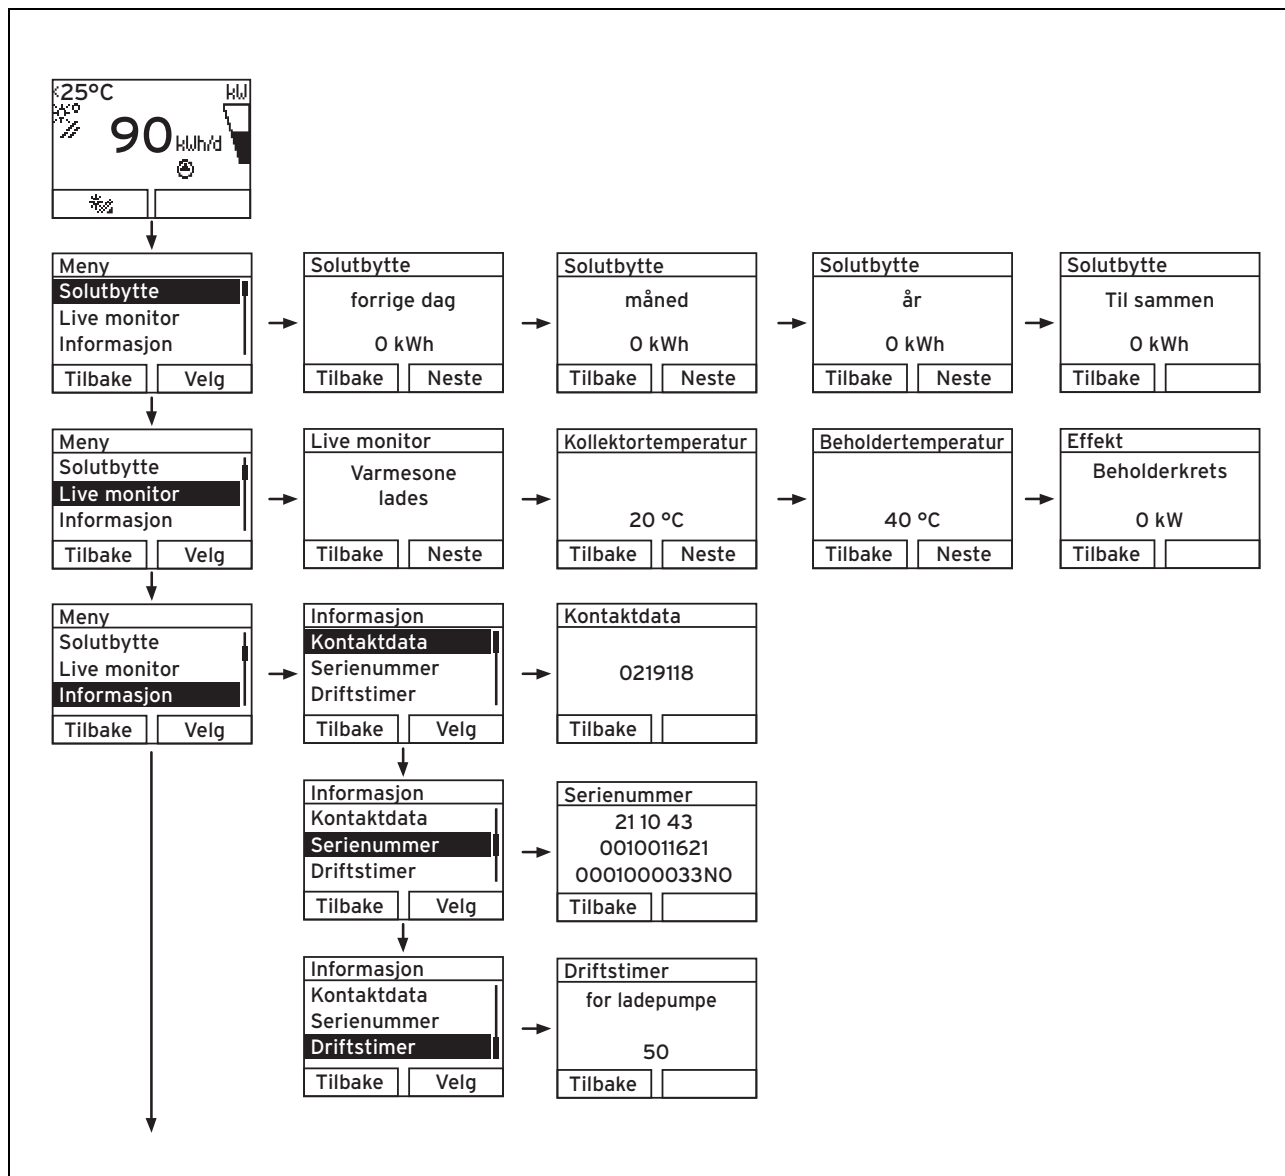 25°C kW
90 kWh/d
Meny
Solutbytte
Live monitor
Informasjon
Tilbake Velg
Solutbytte
forrige dag
0 kWh
Tilbake Neste
Solutbytte
måned
0 kWh
Tilbake Neste
Solutbytte
år
0 kWh
Tilbake Neste
Solutbytte
Til sammen
0 kWh
Tilbake
Meny
Solutbytte
Live monitor
Informasjon
Tilbake Velg
Live monitor
Varmesone
lades
Tilbake Neste
Kollektortemperatur
20 °C
Tilbake Neste
Beholdertemperatur
40 °C
Tilbake Neste
Effekt
Beholderkrets
0 kW
Tilbake
Meny
Solutbytte
Live monitor
Informasjon
Tilbake Velg
Informasjon
Kontaktdata
Serienummer
Driftstimer
Tilbake Velg
Kontaktdata
0219118
Tilbake
Informasjon
Kontaktdata
Serienummer
Driftstimer
Tilbake Velg
Serienummer
21 10 43
0010011621
0001000033NO
Tilbake
Informasjon
Kontaktdata
Serienummer
Driftstimer
Tilbake Velg
Driftstimer
for ladepumpe
50
Tilbake